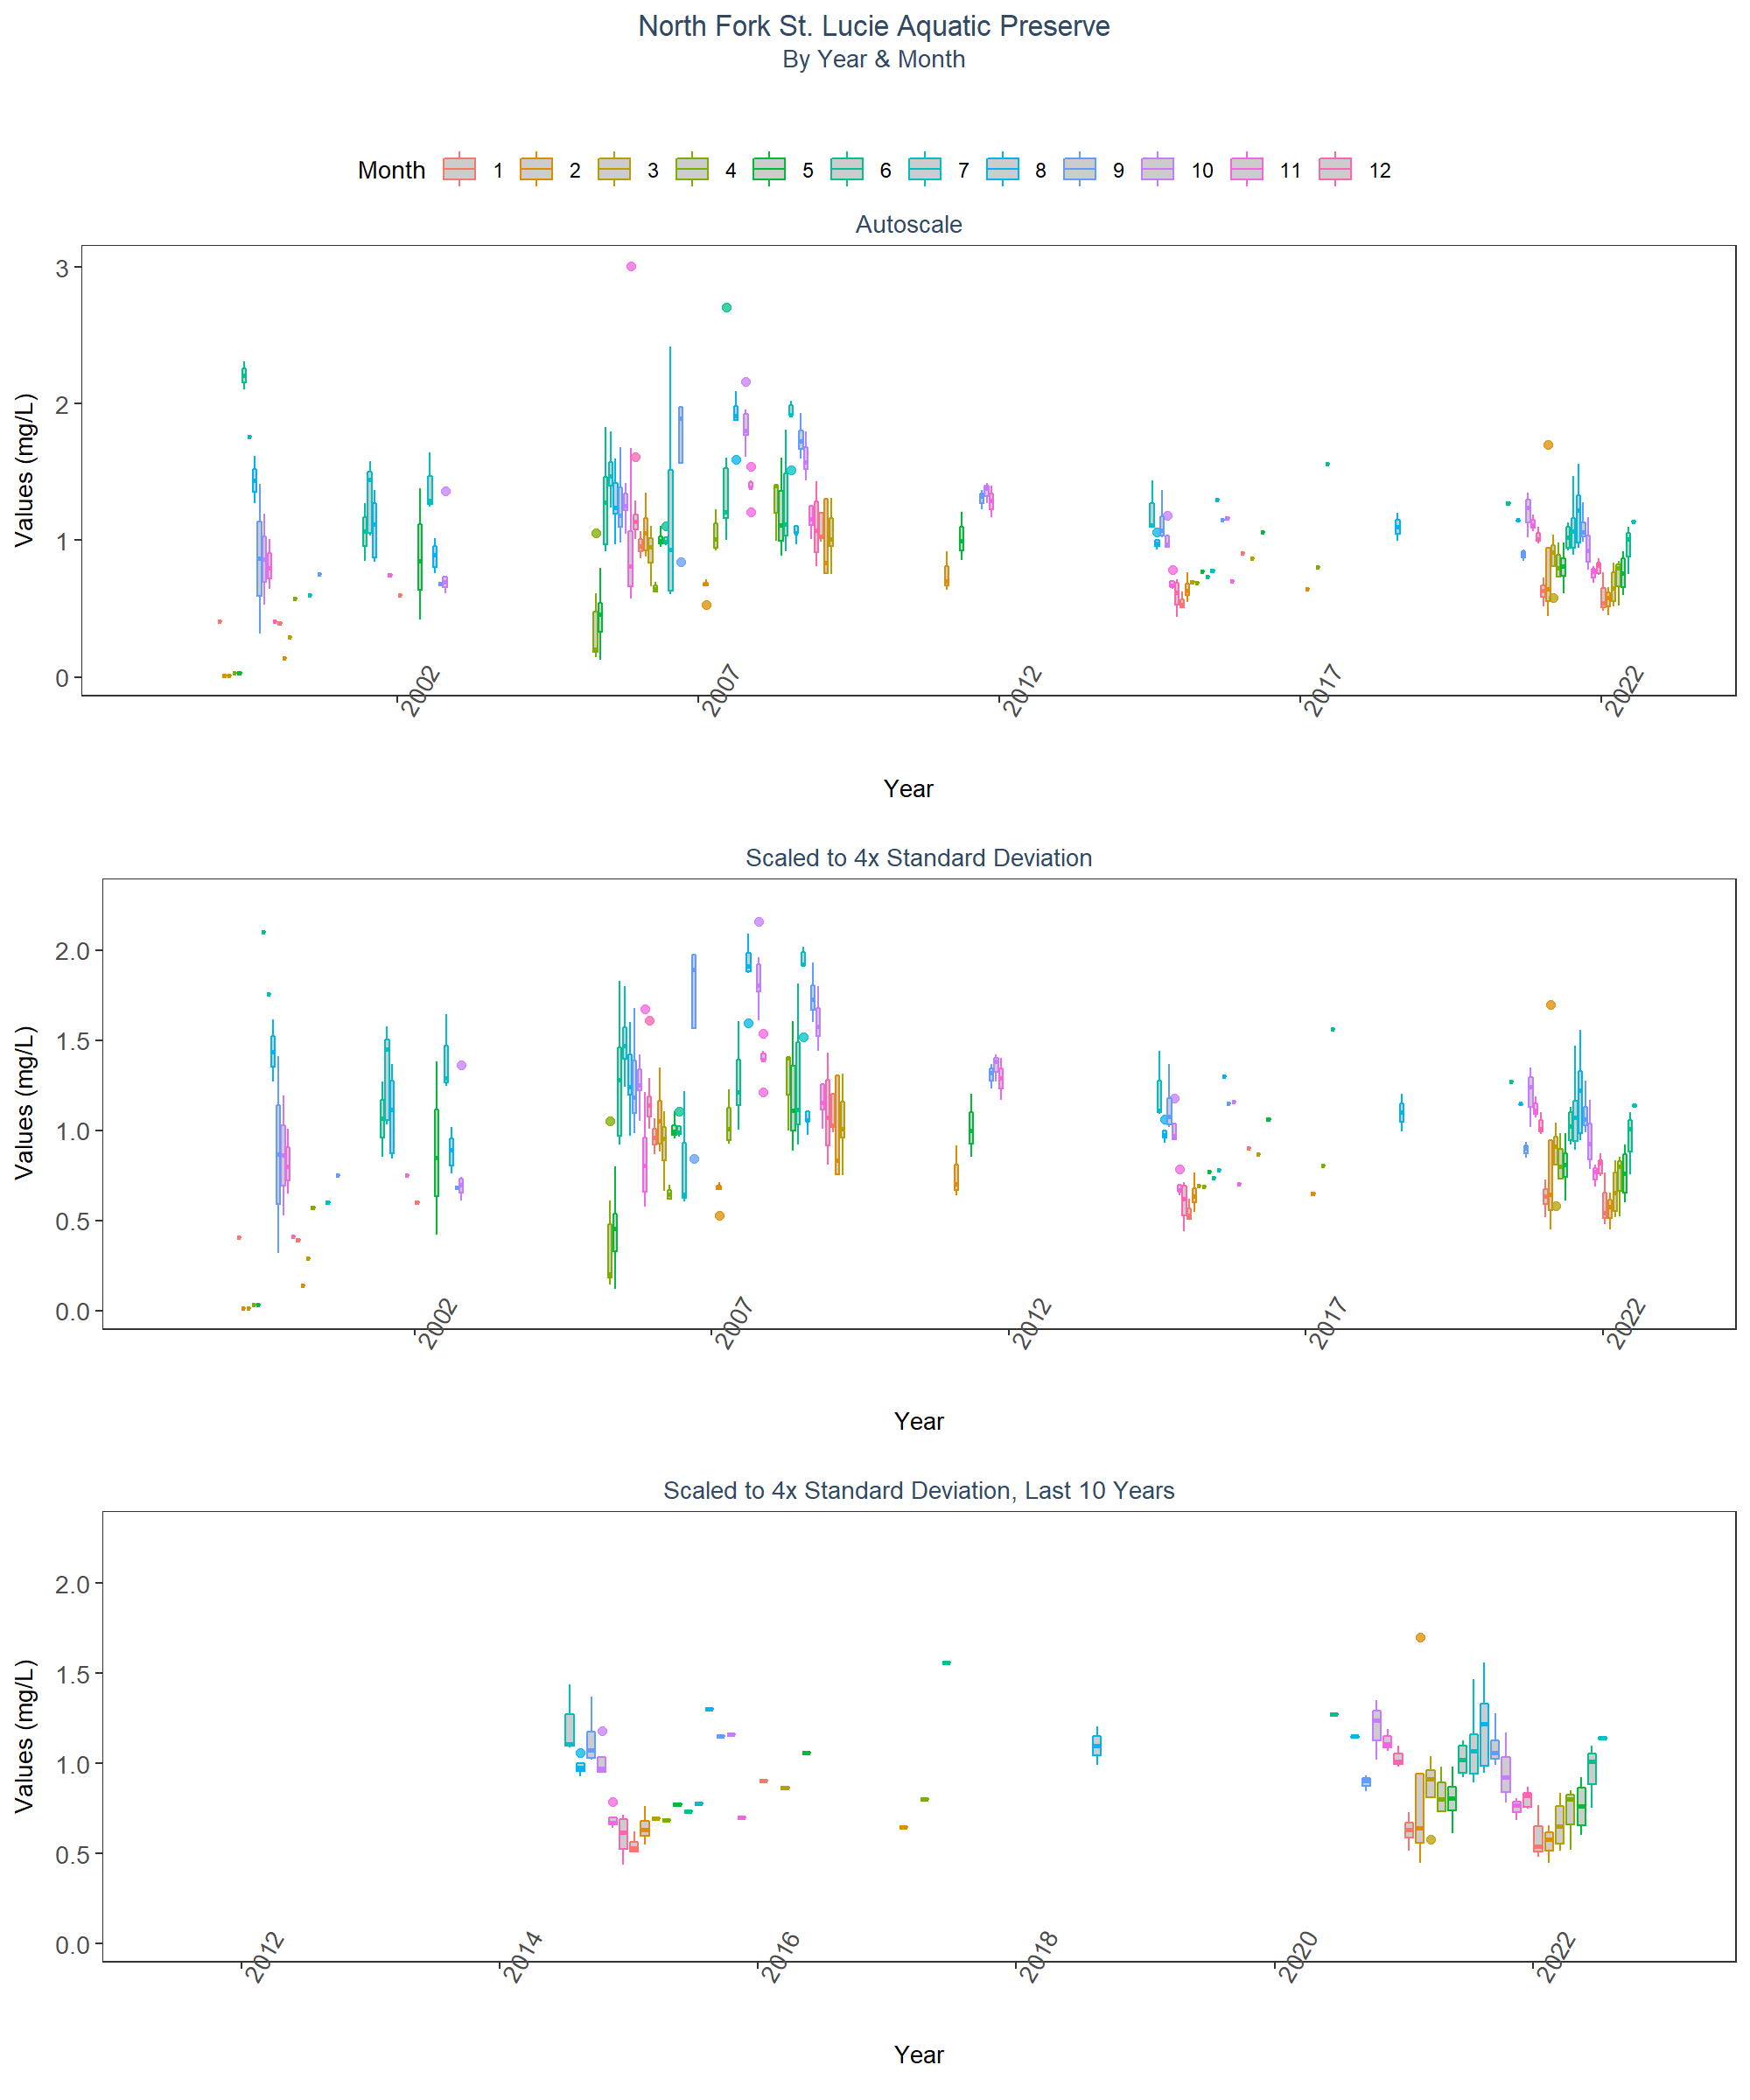 North Fork St. Lucie Aquatic Preserve
By Year & Month
Month 1 2 3 4 5 6 7 8 9 10 11 12
Autoscale
Values (mg/L)
3
2
1
0
2002 2007 2012 2017 2022
Year
Scaled to 4x Standard Deviation
Values (mg/L)
2.0
1.5
1.0
0.5
0.0
2002 2007 2012 2017 2022
Year
Scaled to 4x Standard Deviation, Last 10 Years
Values (mg/L)
2.0
1.5
1.0
0.5
0.0
2012 2014 2016 2018 2020 2022
Year